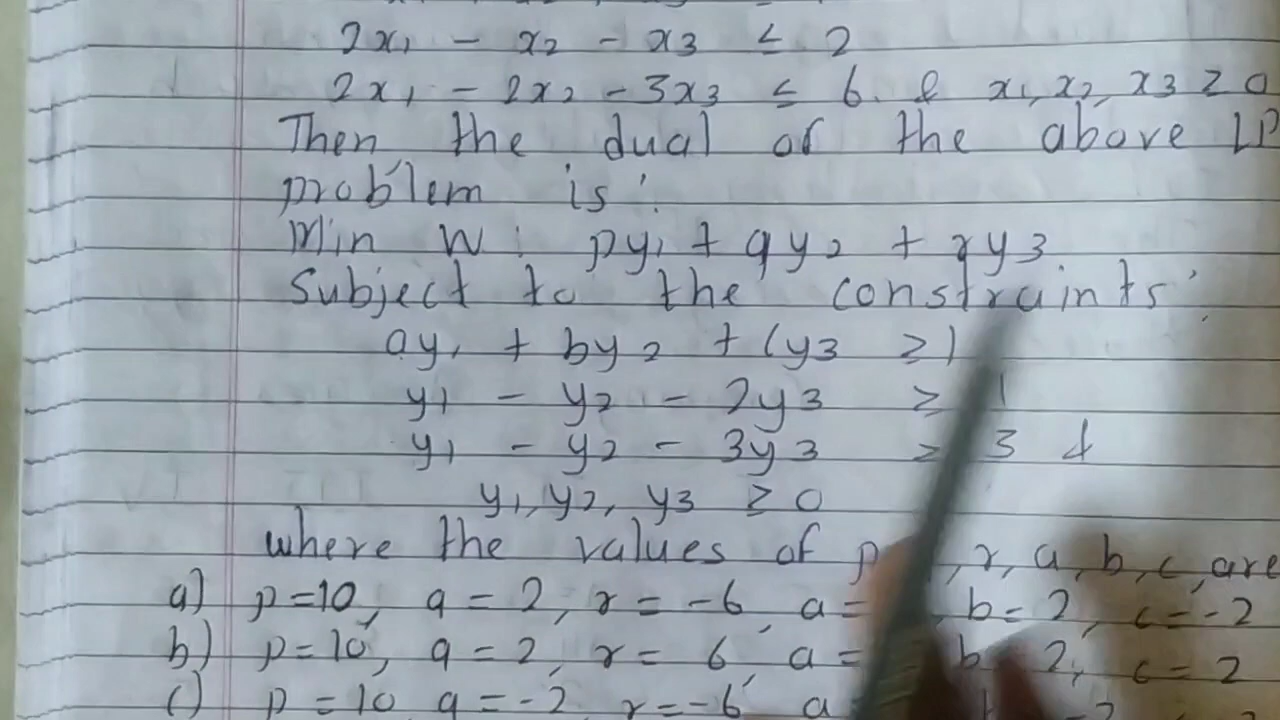 2x₁ - x₂ - x₃ ≤ 2
2x₁ - 2x₂ - 3x₃ ≤ 6. & x₁, x₂, x₃ ≥ 0
Then the dual of the above LP
problem is:
Min W: py₁ + qy₂ + ry₃
Subject to the constraints:
ay₁ + by₂ + cy₃ ≥ 1
y₁ - y₂ - 2y₃ ≥ 1
y₁ - y₂ - 3y₃ ≥ 3 &
y₁, y₂, y₃ ≥ 0
where the values of p , r, a, b, c, are
a) p=10, q=2, r=-6, a= , b=2, c=-2
b) p=10, q=2, r=6, a= b 2, c=2
c) p=10 q=-2, r=-6 a